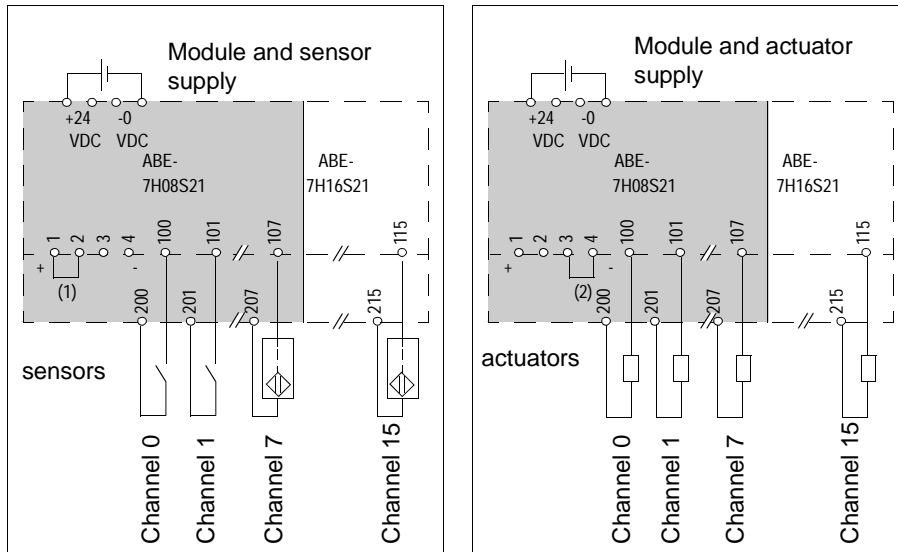 Module and sensor
supply
+24 -0
VDC VDC
ABE- ABE-
7H08S21 7H16S21
1 2 3 4 100 101 107 115
+ -
(1)
200 201 207 215
sensors
Channel 0
Channel 1
Channel 7
Channel 15
Module and actuator
supply
+24 -0
VDC VDC
ABE- ABE-
7H08S21 7H16S21
1 2 3 4 100 101 107 115
+ -
(2)
200 201 207 215
actuators
Channel 0
Channel 1
Channel 7
Channel 15